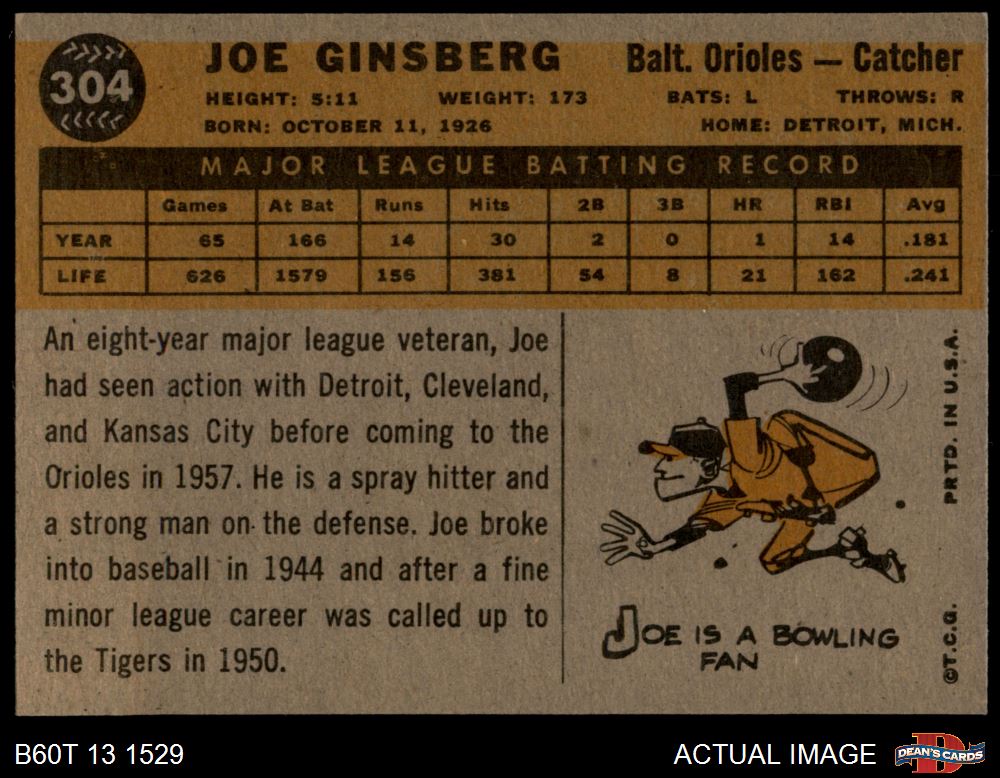 304
JOE GINSBERG
Balt. Orioles — Catcher
HEIGHT: 5:11 WEIGHT: 173 BATS: L THROWS: R
BORN: OCTOBER 11, 1926 HOME: DETROIT, MICH.
MAJOR LEAGUE BATTING RECORD
Games At Bat Runs Hits 2B 3B HR RBI Avg
YEAR 65 166 14 30 2 0 1 14 .181
LIFE 626 1579 156 381 54 8 21 162 .241
An eight-year major league veteran, Joe
had seen action with Detroit, Cleveland,
and Kansas City before coming to the
Orioles in 1957. He is a spray hitter and
a strong man on the defense. Joe broke
into baseball in 1944 and after a fine
minor league career was called up to
the Tigers in 1950.
JOE IS A BOWLING
FAN
PRTD. IN U.S.A.
©T.C.G.
B60T 13 1529
ACTUAL IMAGE
DEAN'S CARDS